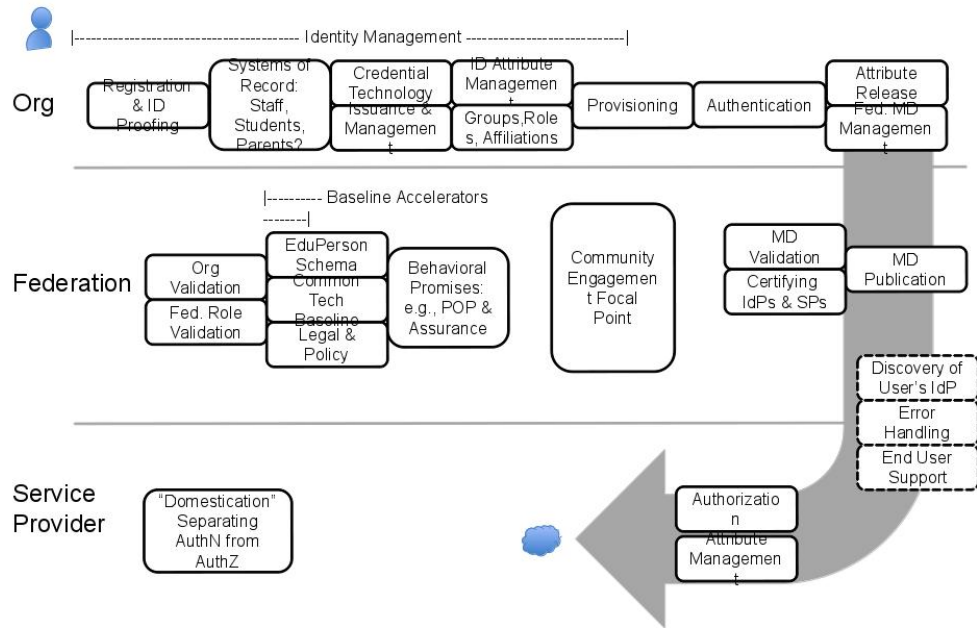 |---------------------------------- Identity Management ------------------------|
Org
Registration
& ID
Proofing
Systems of
Record:
Staff,
Students,
Parents?
Credential
Technology
Issuance &
Managemen
t
ID Attribute
Managemen
t
Groups,Role
s, Affiliations
Provisioning
Authentication
Attribute
Release
Fed. MD
Managemen
t
Federation
|---------- Baseline Accelerators
--------|
Org
Validation
Fed. Role
Validation
EduPerson
Schema
Common
Tech
Baseline
Legal &
Policy
Behavioral
Promises:
e.g., POP &
Assurance
Community
Engagemen
t Focal
Point
MD
Validation
Certifying
IdPs & SPs
MD
Publication
Discovery of
User's IdP
Error
Handling
End User
Support
Service
Provider
“Domestication”
Separating
AuthN from
AuthZ
Authorizatio
n
Attribute
Managemen
t